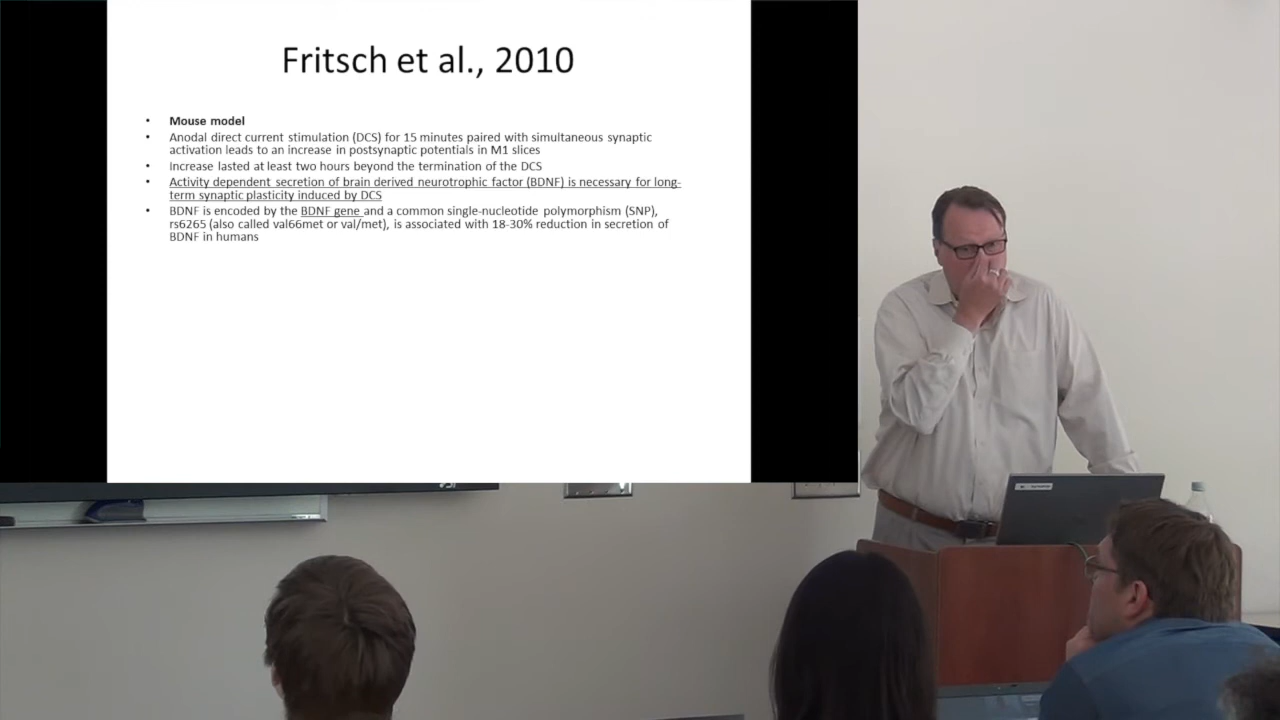 Fritsch et al., 2010
• Mouse model
• Anodal direct current stimulation (DCS) for 15 minutes paired with simultaneous synaptic
activation leads to an increase in postsynaptic potentials in M1 slices
• Increase lasted at least two hours beyond the termination of the DCS
• Activity dependent secretion of brain derived neurotrophic factor (BDNF) is necessary for long-
term synaptic plasticity induced by DCS
• BDNF is encoded by the BDNF gene and a common single-nucleotide polymorphism (SNP),
rs6265 (also called val66met or val/met), is associated with 18-30% reduction in secretion of
BDNF in humans